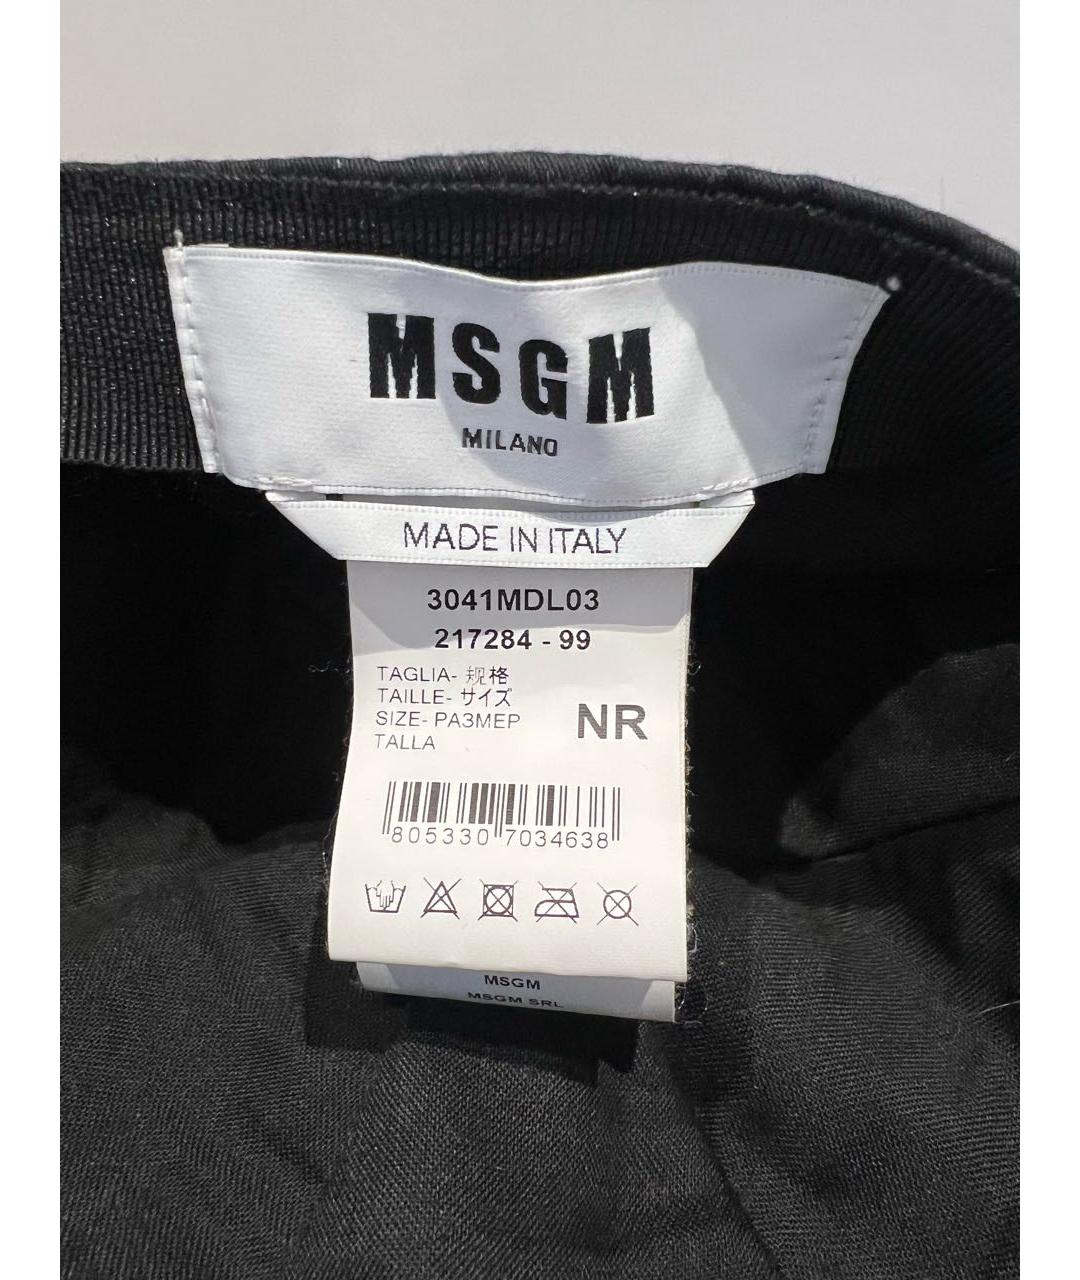 MSGM
MILANO
MADE IN ITALY
3041MDL03
217284 - 99
TAGLIA- 规格
TAILLE- サイズ
SIZE- PA3MEP
TALLA
NR
805330 7034638
MSGM
MSGM SRL